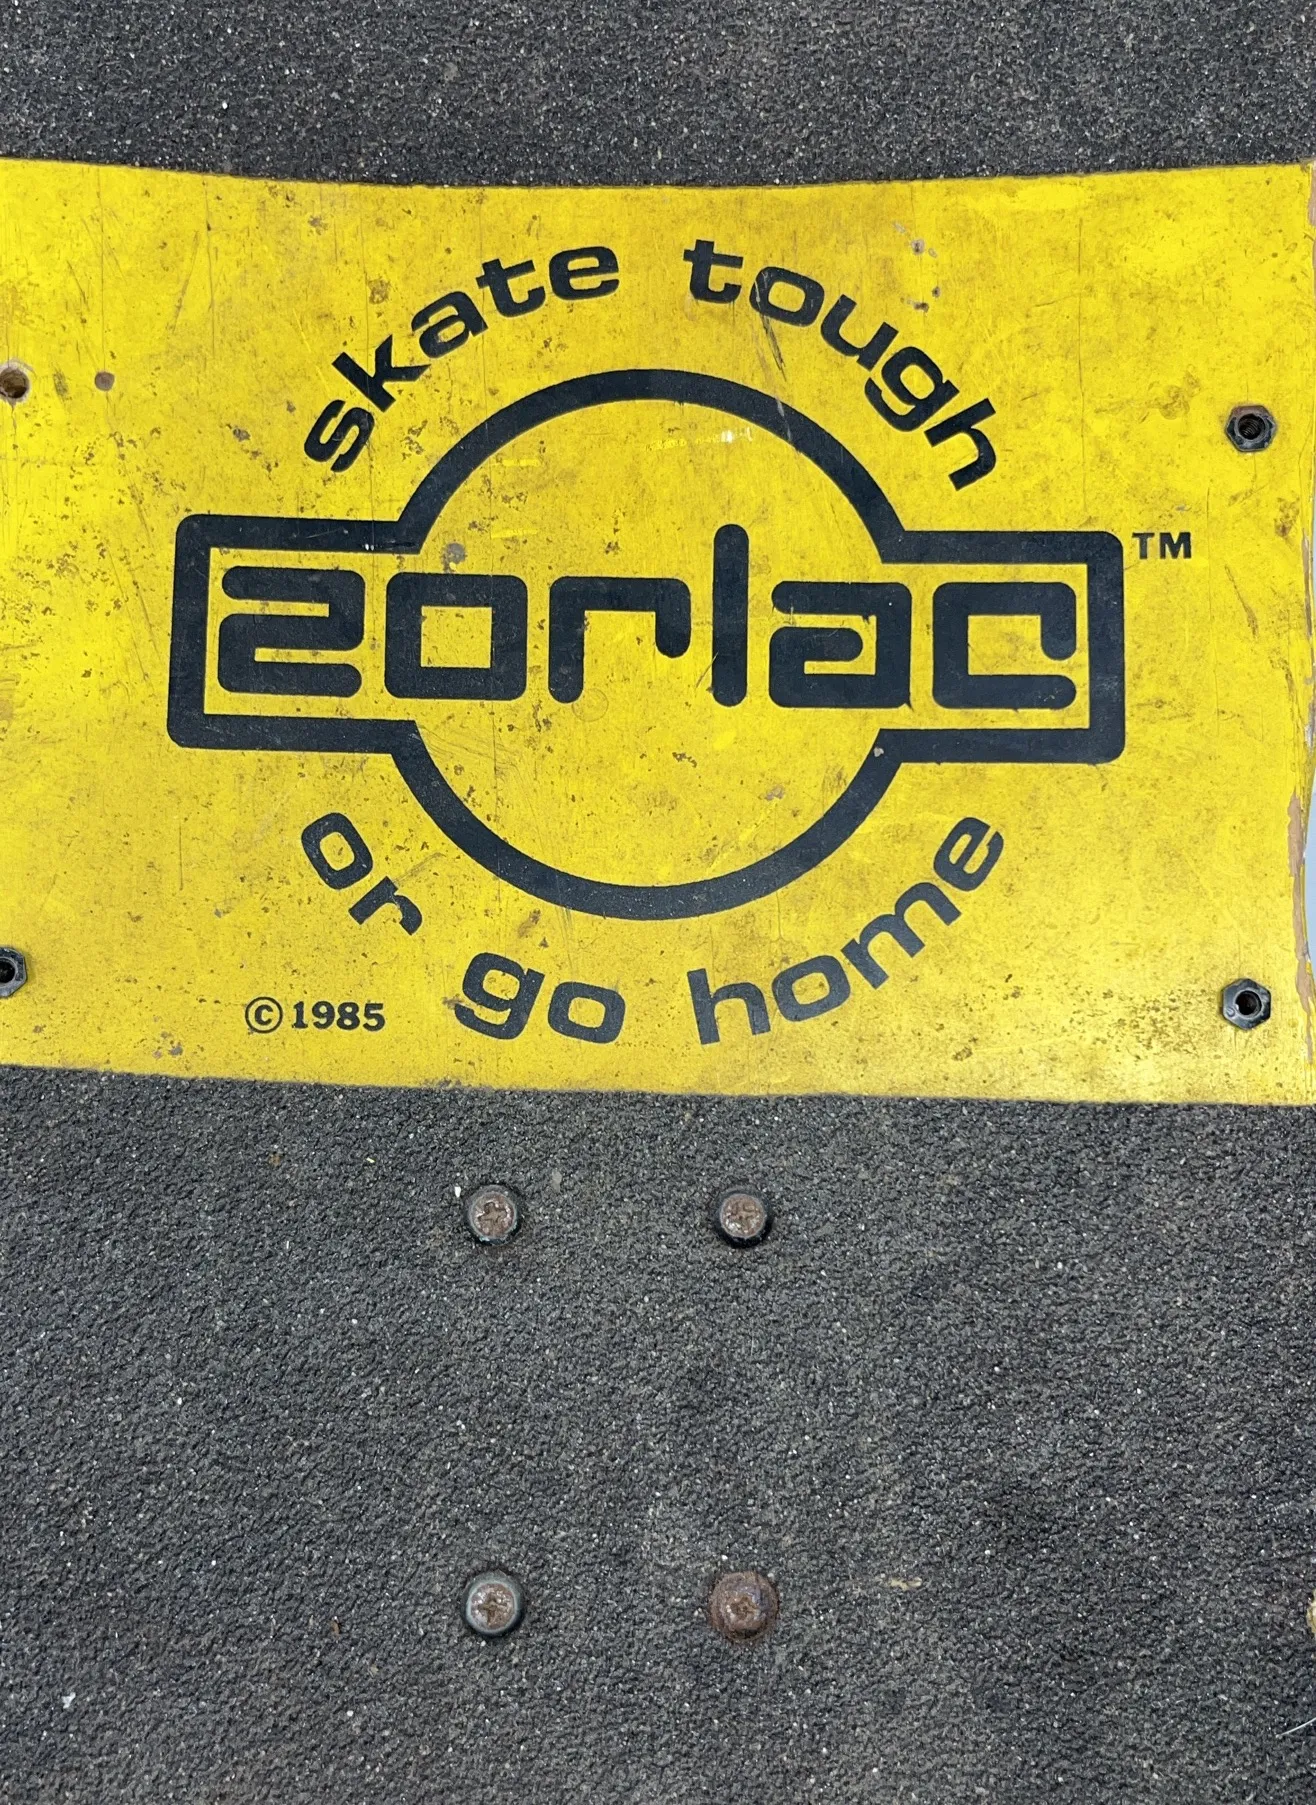 skate tough
zorlac ™
or go home
© 1985